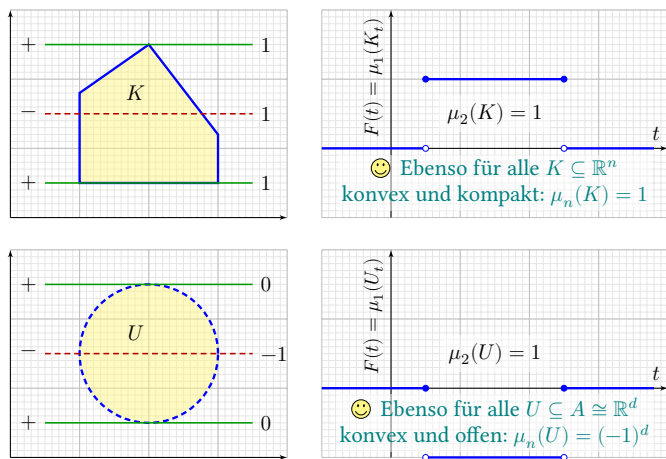 + 1
K
− 1
+ 1
F(t) = μ₁(Kₜ)
μ₂(K) = 1
t
Ebenso für alle K ⊆ ℝⁿ
konvex und kompakt: μₙ(K) = 1
+ 0
U
− −1
+ 0
F(t) = μ₁(Uₜ)
μ₂(U) = 1
t
Ebenso für alle U ⊆ A ≅ ℝᵈ
konvex und offen: μₙ(U) = (−1)ᵈ